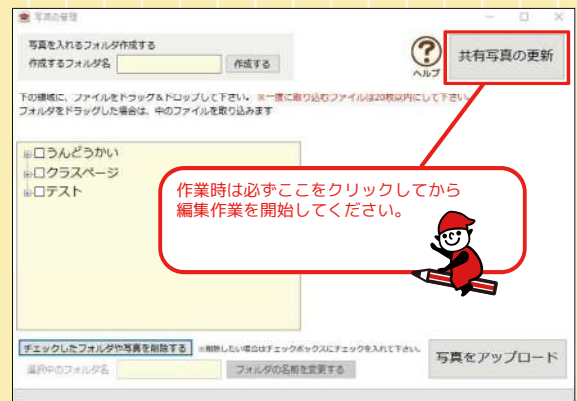 写真の管理
写真を入れるフォルダ作成する
作成するフォルダ名
作成する
ヘルプ
共有写真の更新
下の領域に、ファイルをドラッグ&ドロップして下さい。 ※一度に取り込むファイルは20枚以内にして下さい。
フォルダをドラッグした場合は、中のファイルを取り込みます
うんどうかい
クラスページ
テスト
作業時は必ずここをクリックしてから
編集作業を開始してください。
チェックしたフォルダや写真を削除する
※削除したい場合はチェックボックスにチェックを入れて下さい。
写真をアップロード
選択中のフォルダ名
フォルダの名前を変更する